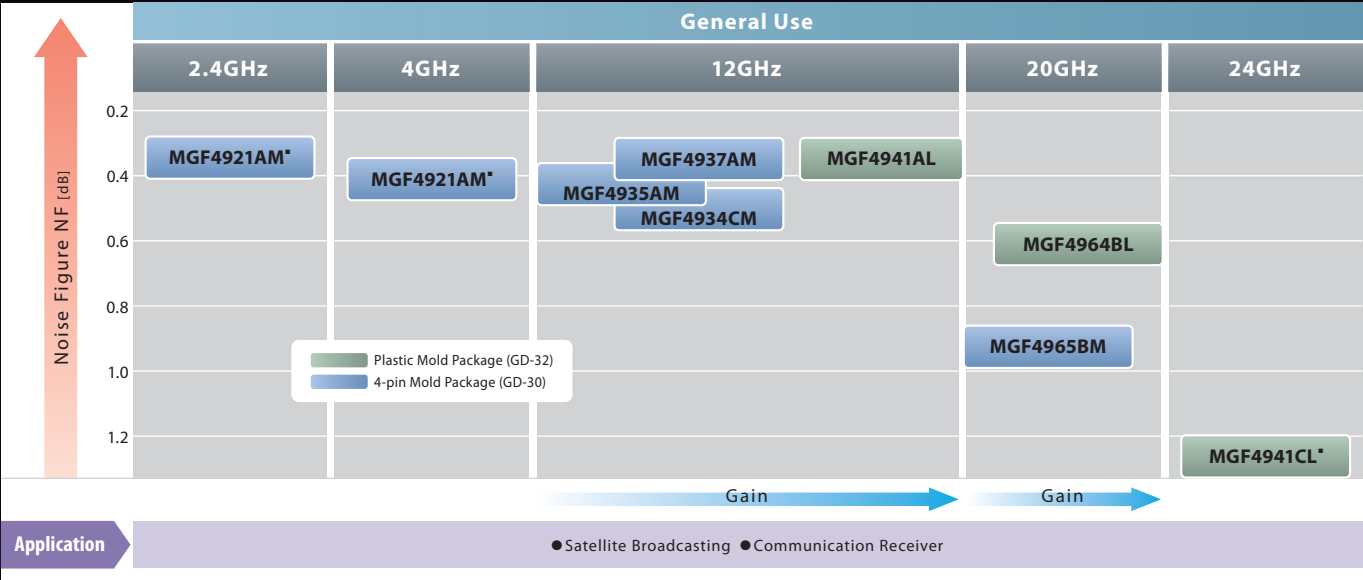 General Use
2.4GHz
4GHz
12GHz
20GHz
24GHz
Noise Figure NF [dB]
0.2
0.4
0.6
0.8
1.0
1.2
MGF4921AM▪
MGF4921AM▪
MGF4937AM
MGF4935AM
MGF4934CM
MGF4941AL
MGF4964BL
MGF4965BM
MGF4941CL▪
Plastic Mold Package (GD-32)
4-pin Mold Package (GD-30)
Gain
Gain
Application
●Satellite Broadcasting ●Communication Receiver